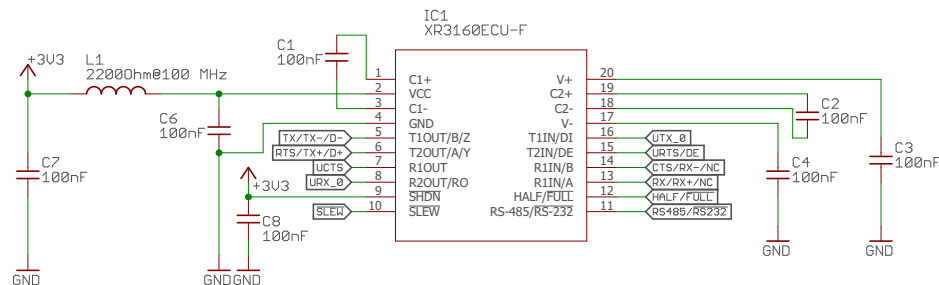 IC1
XR3160ECU-F
C1
100nF
+3V3
L1
2200Ohm@100 MHz
C6
100nF
C7
100nF
+3V3
C8
100nF
C2
100nF
C4
100nF
C3
100nF
1 C1+ V+ 20
2 VCC C2+ 19
3 C1- C2- 18
4 GND V- 17
TX/TX-/D- 5 T1OUT/B/Z T1IN/DI 16 UTX_0
RTS/TX+/D+ 6 T2OUT/A/Y T2IN/DE 15 URTS/DE
UCTS 7 R1OUT R1IN/B 14 CTS/RX-/NC
URX_0 8 R2OUT/RO R1IN/A 13 RX/RX+/NC
9 SHDN HALF/FULL 12 HALF/FULL
SLEW 10 SLEW RS-485/RS-232 11 RS485/RS232
GND
GND
GND
GND
GND